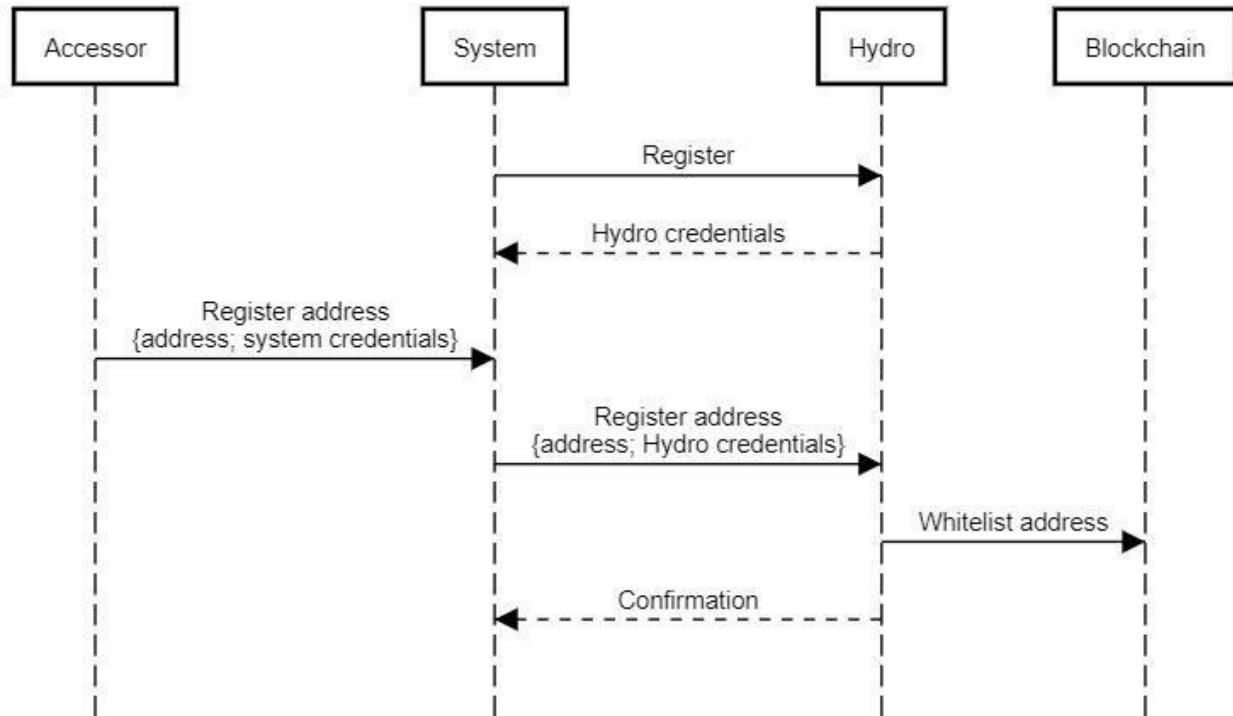 Accessor
System
Hydro
Blockchain
Register
Hydro credentials
Register address
{address; system credentials}
Register address
{address; Hydro credentials}
Whitelist address
Confirmation